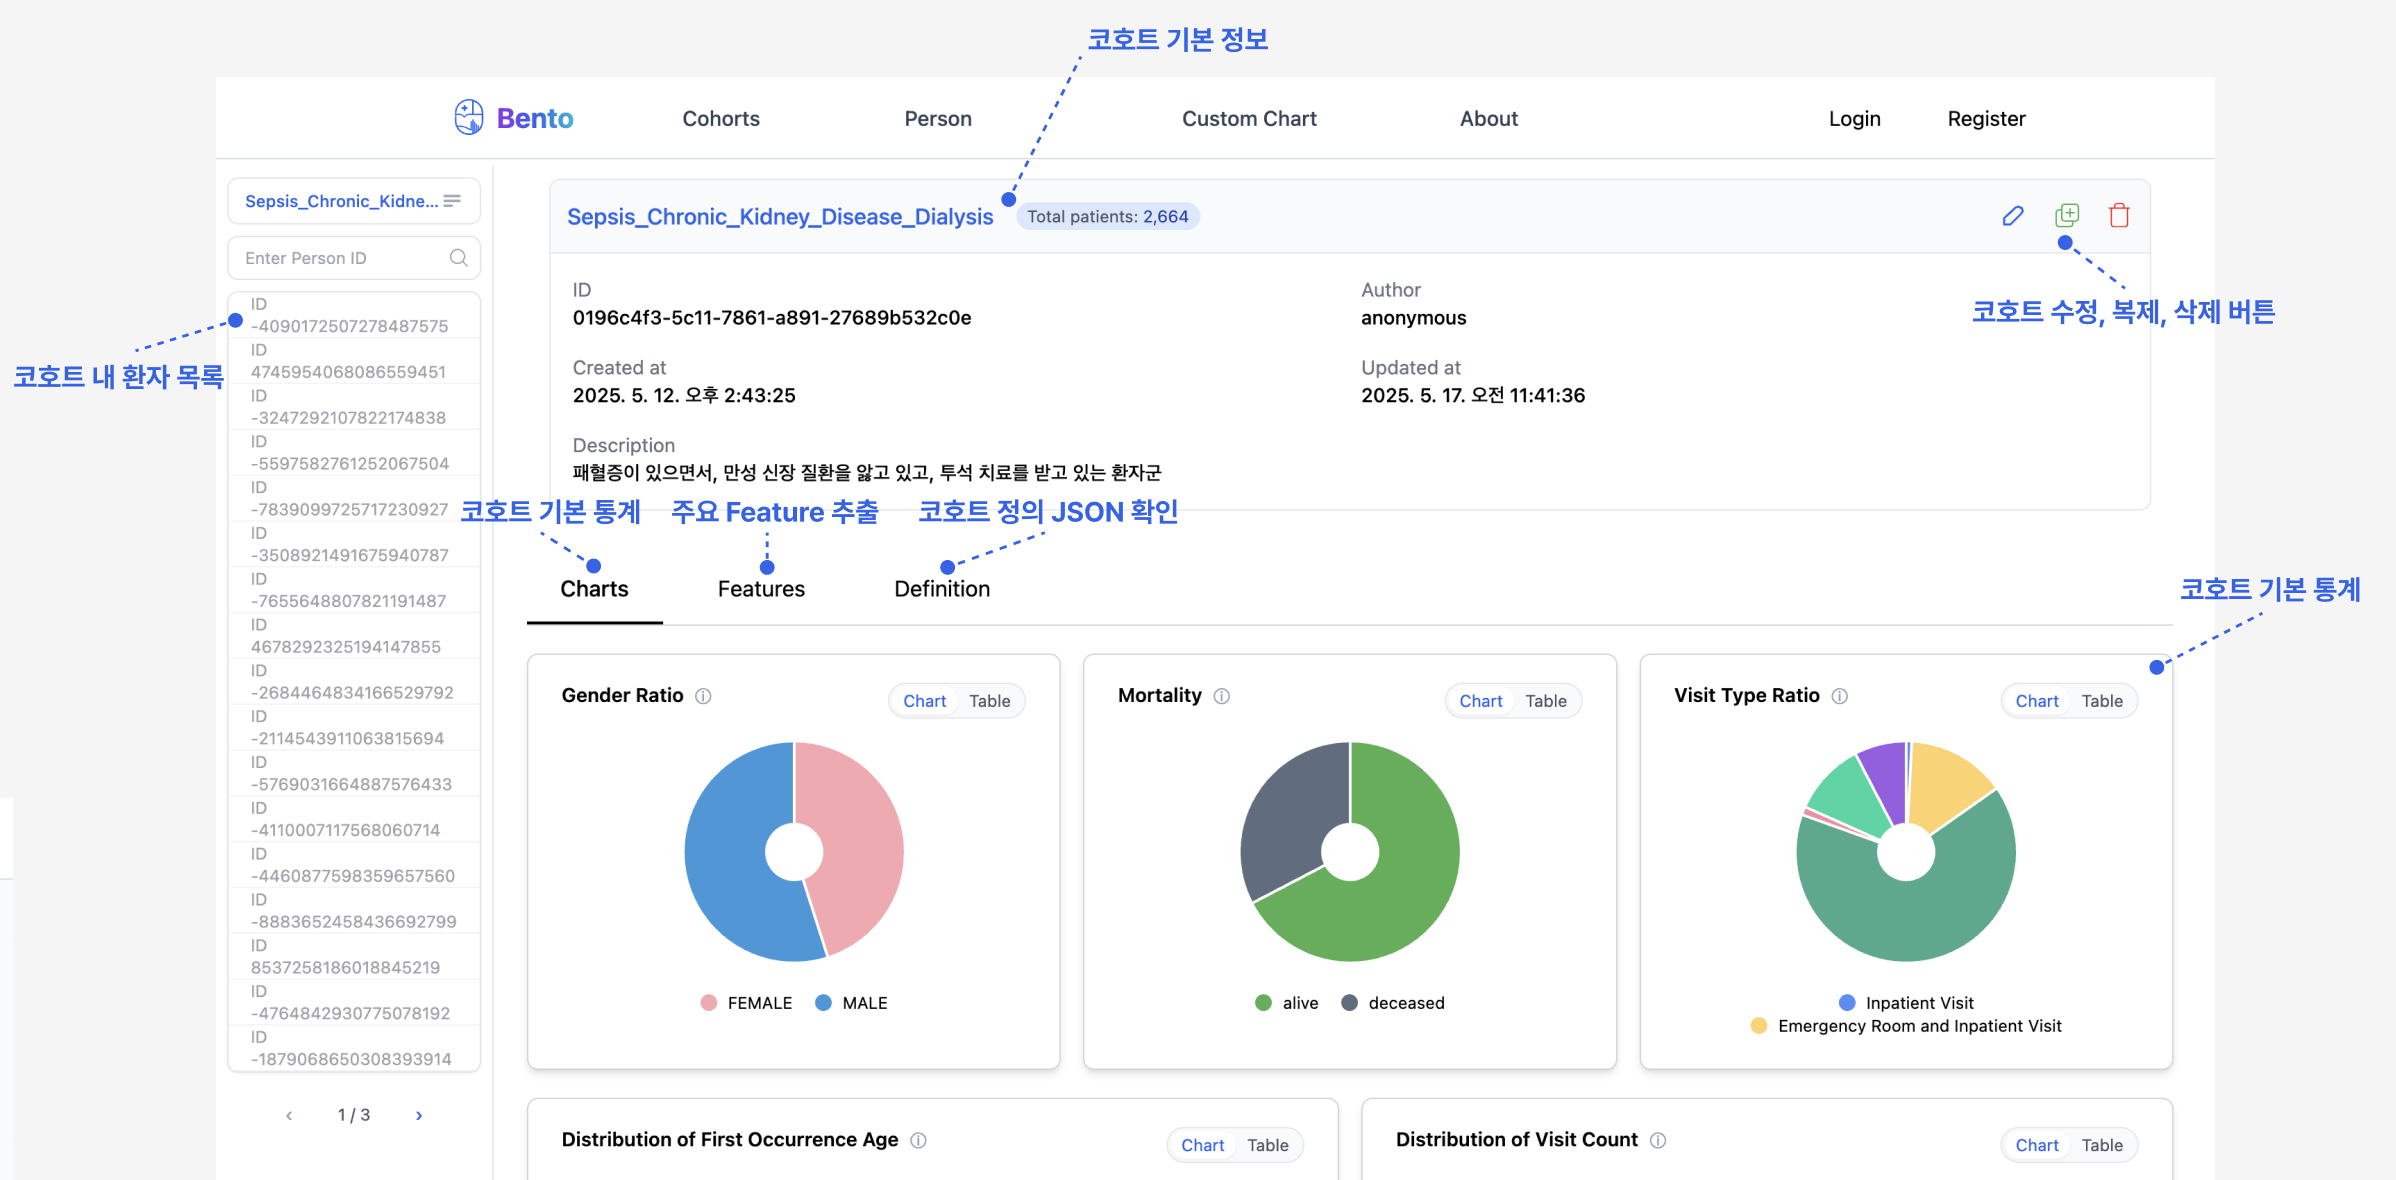 코호트 기본 정보
Bento
Cohorts
Person
Custom Chart
About
Login
Register
Sepsis_Chronic_Kidne...
Enter Person ID
코호트 내 환자 목록
ID
-4090172507278487575
ID
4745954068086559451
ID
-3247292107822174838
ID
-5597582761252067504
ID
-7839099725717230927
ID
-3508921491675940787
ID
-7655648807821191487
ID
4678292325194147855
ID
-2684464834166529792
ID
-2114543911063815694
ID
-5769031664887576433
ID
-4110007117568060714
ID
-4460877598359657560
ID
-8883652458436692799
ID
8537258186018845219
ID
-4764842930775078192
ID
-1879068650308393914
1 / 3
Sepsis_Chronic_Kidney_Disease_Dialysis
Total patients: 2,664
코호트 수정, 복제, 삭제 버튼
ID
0196c4f3-5c11-7861-a891-27689b532c0e
Author
anonymous
Created at
2025. 5. 12. 오후 2:43:25
Updated at
2025. 5. 17. 오전 11:41:36
Description
패혈증이 있으면서, 만성 신장 질환을 앓고 있고, 투석 치료를 받고 있는 환자군
코호트 기본 통계
주요 Feature 추출
코호트 정의 JSON 확인
Charts
Features
Definition
코호트 기본 통계
Gender Ratio
Chart
Table
FEMALE
MALE
Mortality
Chart
Table
alive
deceased
Visit Type Ratio
Chart
Table
Inpatient Visit
Emergency Room and Inpatient Visit
Distribution of First Occurrence Age
Chart
Table
Distribution of Visit Count
Chart
Table